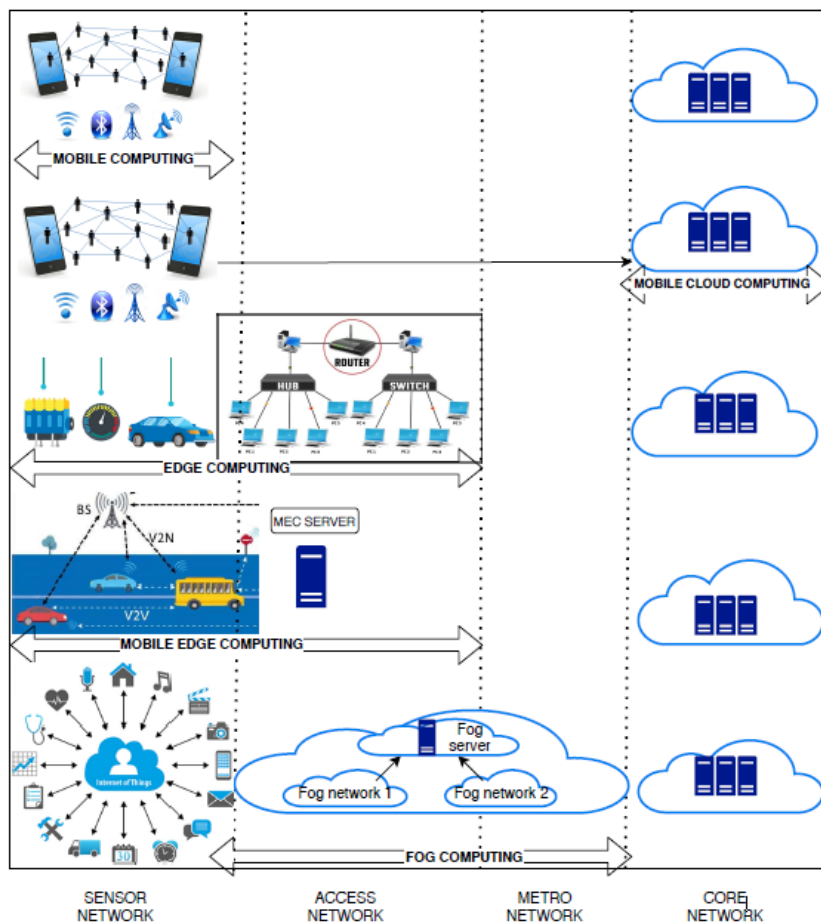 MOBILE COMPUTING
MOBILE CLOUD COMPUTING
ROUTER
HUB
SWITCH
EDGE COMPUTING
BS
V2N
MEC SERVER
V2V
MOBILE EDGE COMPUTING
Internet of Things
30
Fog
server
Fog network 1
Fog network 2
FOG COMPUTING
SENSOR
NETWORK
ACCESS
NETWORK
METRO
NETWORK
CORE
NETWORK